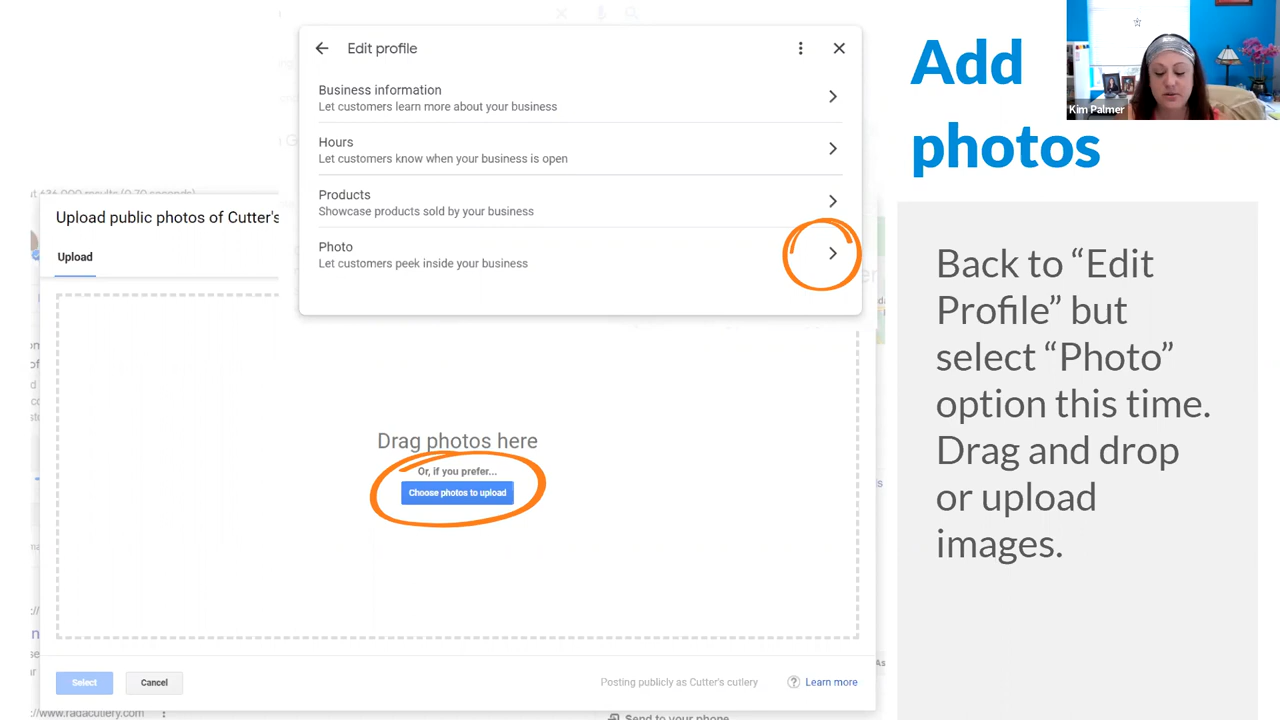 Edit profile
Business information
Let customers learn more about your business
Hours
Let customers know when your business is open
Products
Showcase products sold by your business
Photo
Let customers peek inside your business
Add
photos
Kim Palmer
Back to “Edit
Profile” but
select “Photo”
option this time.
Drag and drop
or upload
images.
Upload public photos of Cutter's
Upload
Drag photos here
Or, if you prefer...
Choose photos to upload
Select
Cancel
Posting publicly as Cutter's cutlery
Learn more
://www.radacutlery.com
Send to your phone